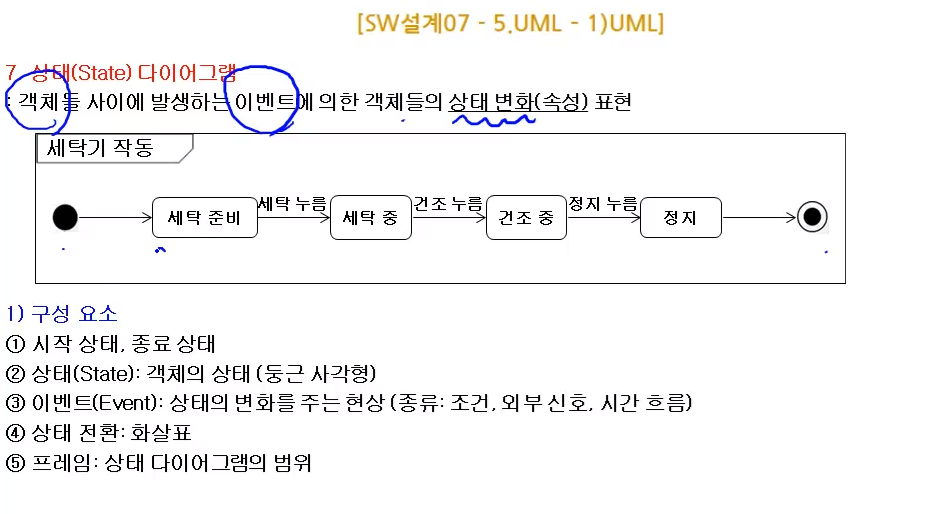 [SW설계07 - 5.UML - 1)UML]
7. 상태(State) 다이어그램
: 객체들 사이에 발생하는 이벤트에 의한 객체들의 상태 변화(속성) 표현
세탁기 작동
세탁 준비 세탁 누름 세탁 중 건조 누름 건조 중 정지 누름 정지
1) 구성 요소
① 시작 상태, 종료 상태
② 상태(State): 객체의 상태 (둥근 사각형)
③ 이벤트(Event): 상태의 변화를 주는 현상 (종류: 조건, 외부 신호, 시간 흐름)
④ 상태 전환: 화살표
⑤ 프레임: 상태 다이어그램의 범위